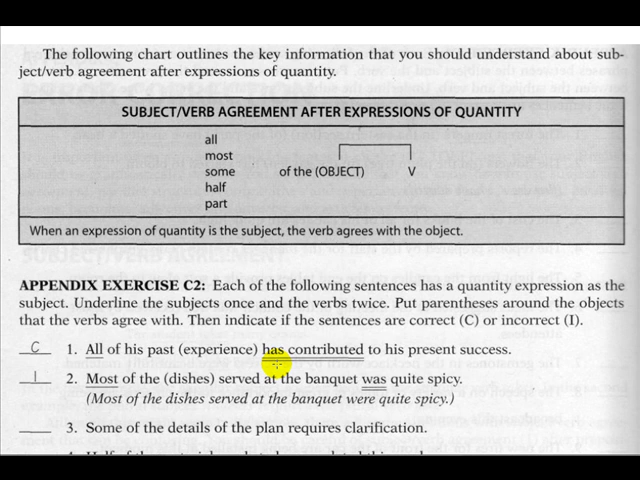 The following chart outlines the key information that you should understand about sub-
ject/verb agreement after expressions of quantity.
SUBJECT/VERB AGREEMENT AFTER EXPRESSIONS OF QUANTITY
all
most
some of the (OBJECT) V
half
part
When an expression of quantity is the subject, the verb agrees with the object.
APPENDIX EXERCISE C2: Each of the following sentences has a quantity expression as the
subject. Underline the subjects once and the verbs twice. Put parentheses around the objects
that the verbs agree with. Then indicate if the sentences are correct (C) or incorrect (I).
C 1. All of his past (experience) has contributed to his present success.
I 2. Most of the (dishes) served at the banquet was quite spicy.
(Most of the dishes served at the banquet were quite spicy.)
3. Some of the details of the plan requires clarification.